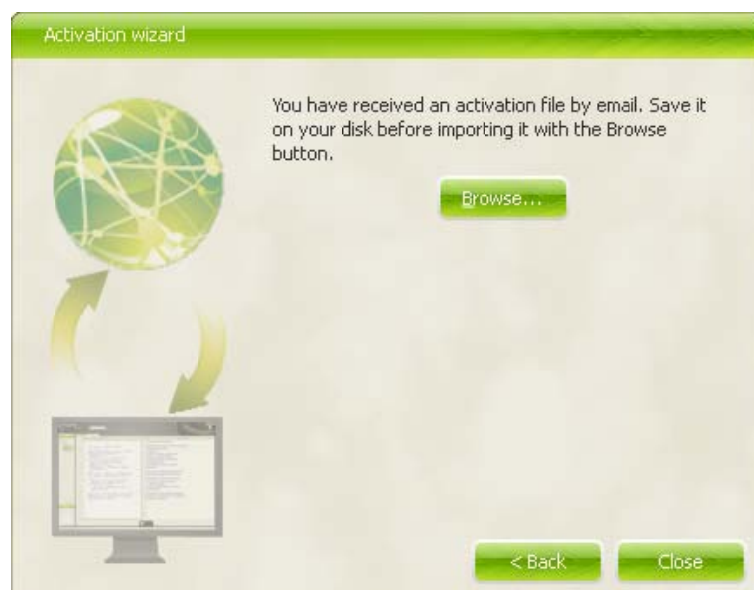 Activation wizard
You have received an activation file by email. Save it
on your disk before importing it with the Browse
button.
Browse...
< Back
Close